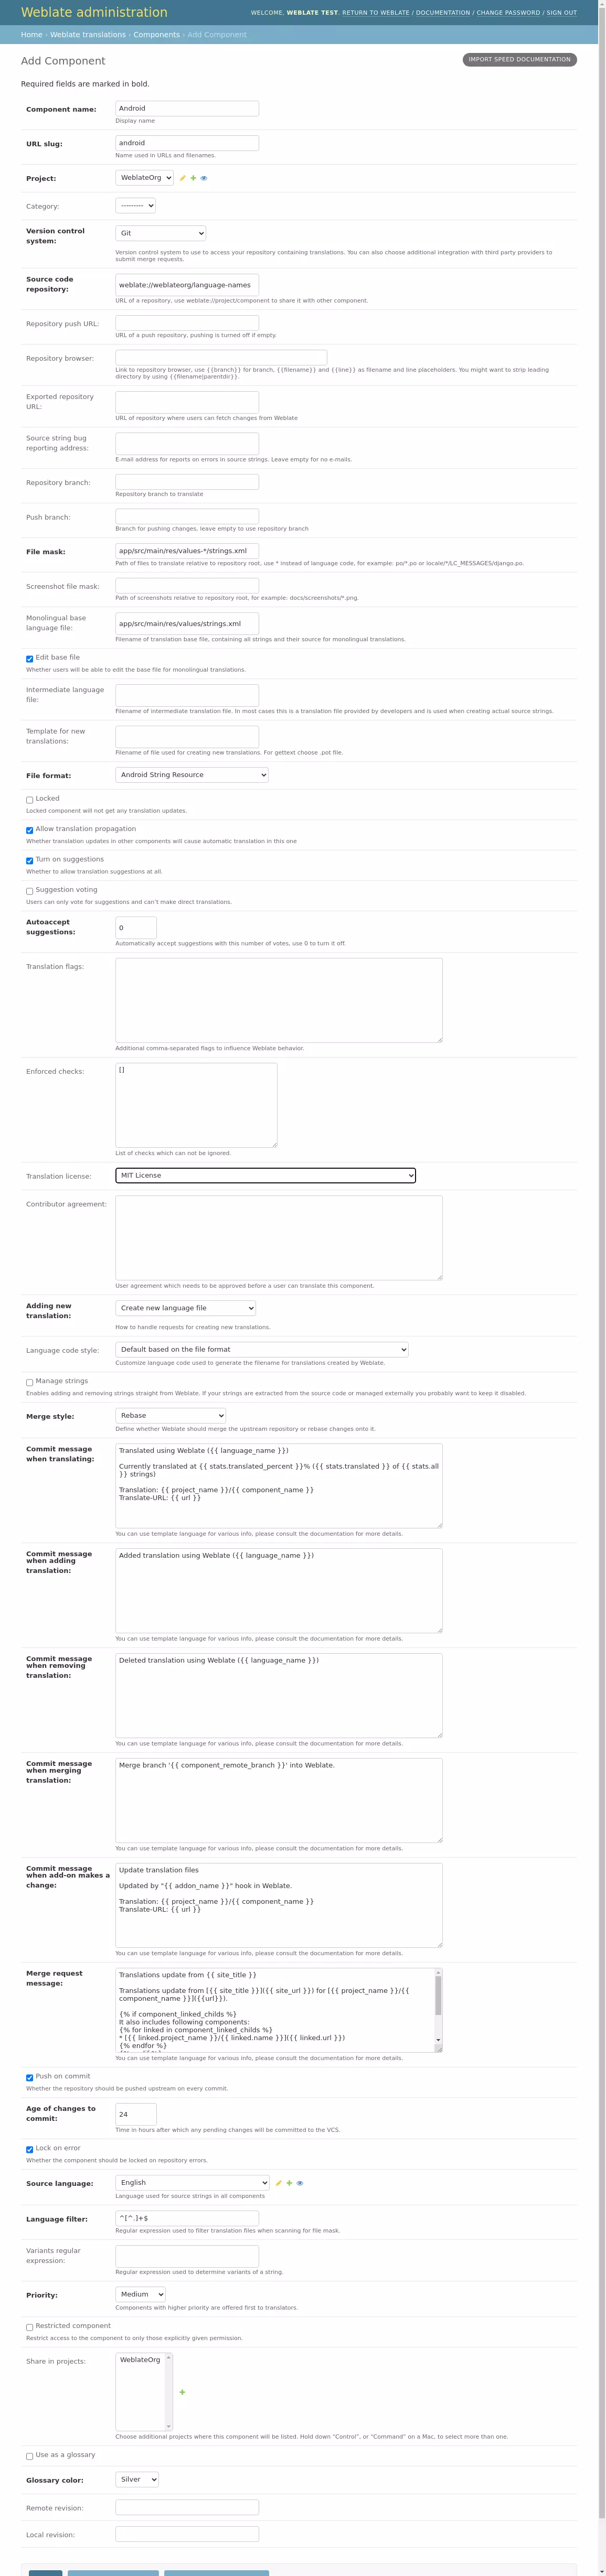 Weblate administration
WELCOME, WEBLATE TEST. RETURN TO WEBLATE / DOCUMENTATION / CHANGE PASSWORD / SIGN OUT
Home › Weblate translations › Components › Add Component
Add Component
IMPORT SPEED DOCUMENTATION
Required fields are marked in bold.
Component name:
Android
Display name
URL slug:
android
Name used in URLs and filenames.
Project:
WeblateOrg
Category:
---------
Version control
system:
Git
Version control system to use to access your repository containing translations. You can also choose additional integration with third party providers to
submit merge requests.
Source code
repository:
weblate://weblateorg/language-names
URL of a repository, use weblate://project/component to share it with other component.
Repository push URL:
URL of a push repository, pushing is turned off if empty.
Repository browser:
Link to repository browser, use {{branch}} for branch, {{filename}} and {{line}} as filename and line placeholders. You might want to strip leading
directory by using {{filename|parentdir}}.
Exported repository
URL:
URL of repository where users can fetch changes from Weblate
Source string bug
reporting address:
E-mail address for reports on errors in source strings. Leave empty for no e-mails.
Repository branch:
Repository branch to translate
Push branch:
Branch for pushing changes, leave empty to use repository branch
File mask:
app/src/main/res/values-*/strings.xml
Path of files to translate relative to repository root, use * instead of language code, for example: po/*.po or locale/*/LC_MESSAGES/django.po.
Screenshot file mask:
Path of screenshots relative to repository root, for example: docs/screenshots/*.png.
Monolingual base
language file:
app/src/main/res/values/strings.xml
Filename of translation base file, containing all strings and their source for monolingual translations.
Edit base file
Whether users will be able to edit the base file for monolingual translations.
Intermediate language
file:
Filename of intermediate translation file. In most cases this is a translation file provided by developers and is used when creating actual source strings.
Template for new
translations:
Filename of file used for creating new translations. For gettext choose .pot file.
File format:
Android String Resource
Locked
Locked component will not get any translation updates.
Allow translation propagation
Whether translation updates in other components will cause automatic translation in this one
Turn on suggestions
Whether to allow translation suggestions at all.
Suggestion voting
Users can only vote for suggestions and can't make direct translations.
Autoaccept
suggestions:
0
Automatically accept suggestions with this number of votes, use 0 to turn it off.
Translation flags:
Additional comma-separated flags to influence Weblate behavior.
Enforced checks:
[]
List of checks which can not be ignored.
Translation license:
MIT License
Contributor agreement:
User agreement which needs to be approved before a user can translate this component.
Adding new
translation:
Create new language file
How to handle requests for creating new translations.
Language code style:
Default based on the file format
Customize language code used to generate the filename for translations created by Weblate.
Manage strings
Enables adding and removing strings straight from Weblate. If your strings are extracted from the source code or managed externally you probably want to keep it disabled.
Merge style:
Rebase
Define whether Weblate should merge the upstream repository or rebase changes onto it.
Commit message
when translating:
Translated using Weblate ({{ language_name }})
Currently translated at {{ stats.translated_percent }}% ({{ stats.translated }} of {{ stats.all
}} strings)
Translation: {{ project_name }}/{{ component_name }}
Translate-URL: {{ url }}
You can use template language for various info, please consult the documentation for more details.
Commit message
when adding
translation:
Added translation using Weblate ({{ language_name }})
You can use template language for various info, please consult the documentation for more details.
Commit message
when removing
translation:
Deleted translation using Weblate ({{ language_name }})
You can use template language for various info, please consult the documentation for more details.
Commit message
when merging
translation:
Merge branch '{{ component_remote_branch }}' into Weblate.
You can use template language for various info, please consult the documentation for more details.
Commit message
when add-on makes a
change:
Update translation files
Updated by "{{ addon_name }}" hook in Weblate.
Translation: {{ project_name }}/{{ component_name }}
Translate-URL: {{ url }}
You can use template language for various info, please consult the documentation for more details.
Merge request
message:
Translations update from {{ site_title }}
Translations update from [{{ site_title }}]({{ site_url }}) for [{{ project_name }}/{{
component_name }}]({{url}}).
{% if component_linked_childs %}
It also includes following components:
{% for linked in component_linked_childs %}
* [{{ linked.project_name }}/{{ linked.name }}]({{ linked.url }})
{% endfor %}
You can use template language for various info, please consult the documentation for more details.
Push on commit
Whether the repository should be pushed upstream on every commit.
Age of changes to
commit:
24
Time in hours after which any pending changes will be committed to the VCS.
Lock on error
Whether the component should be locked on repository errors.
Source language:
English
Language used for source strings in all components
Language filter:
^[^.]+$
Regular expression used to filter translation files when scanning for file mask.
Variants regular
expression:
Regular expression used to determine variants of a string.
Priority:
Medium
Components with higher priority are offered first to translators.
Restricted component
Restrict access to the component to only those explicitly given permission.
Share in projects:
WeblateOrg
Choose additional projects where this component will be listed. Hold down "Control", or "Command" on a Mac, to select more than one.
Use as a glossary
Glossary color:
Silver
Remote revision:
Local revision: